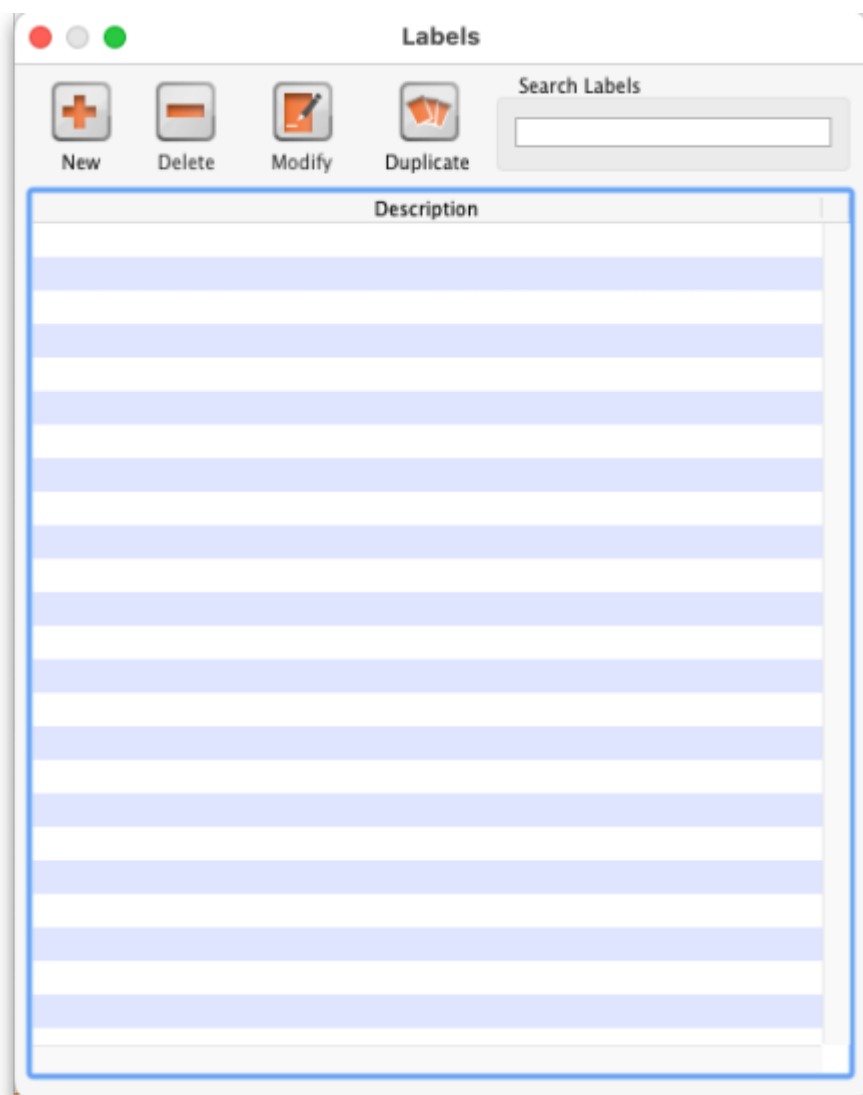 Labels
New
Delete
Modify
Duplicate
Search Labels
Description